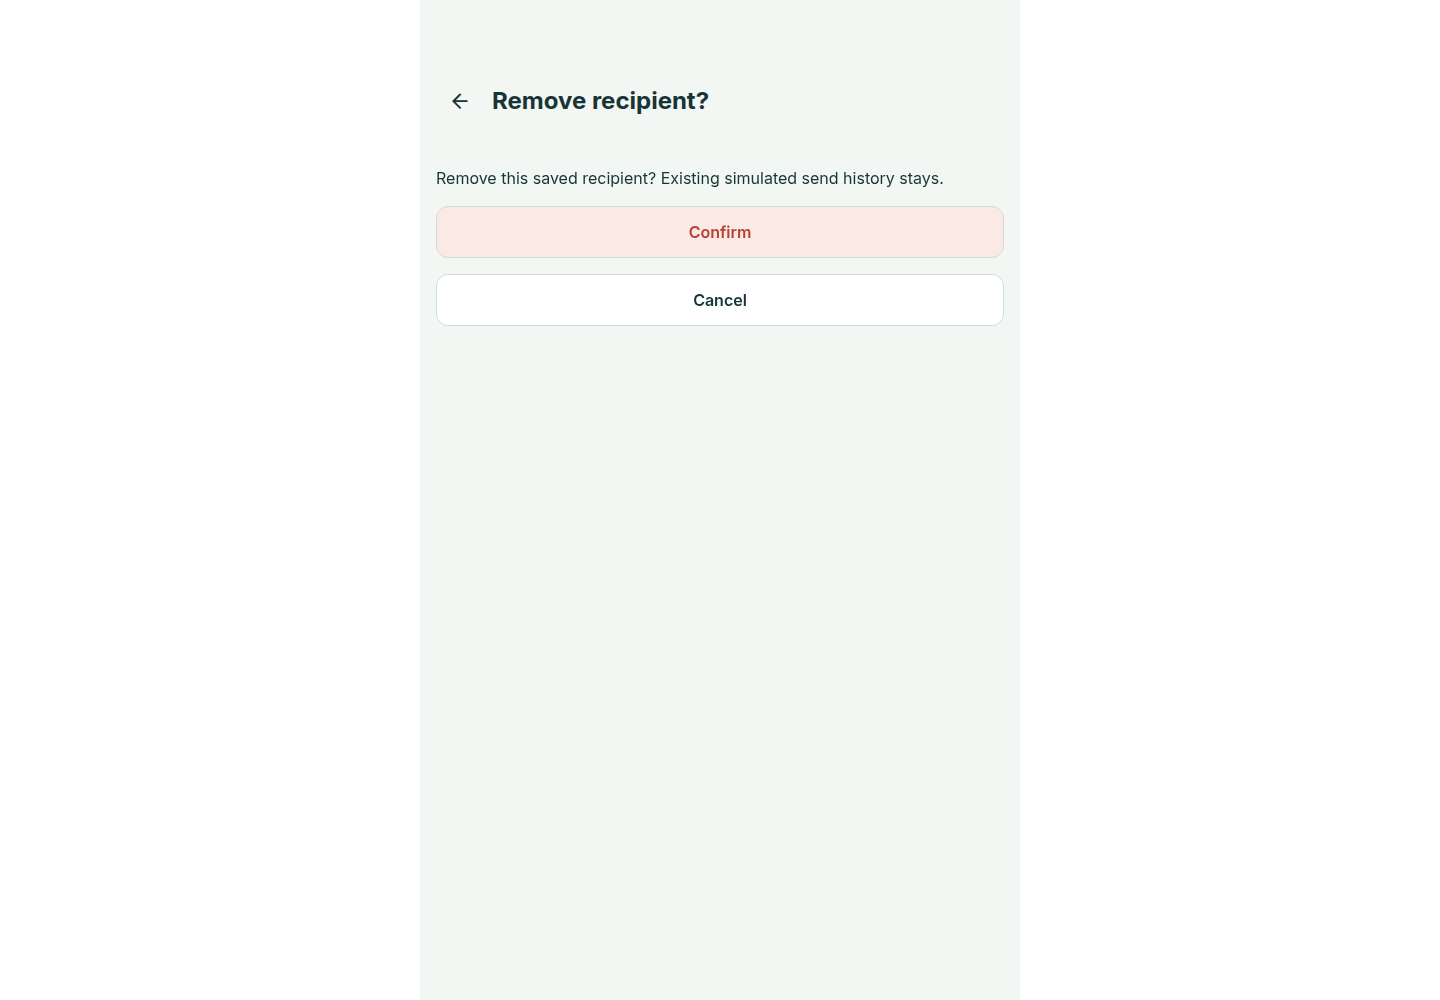 Remove recipient?
Remove this saved recipient? Existing simulated send history stays.
Confirm
Cancel